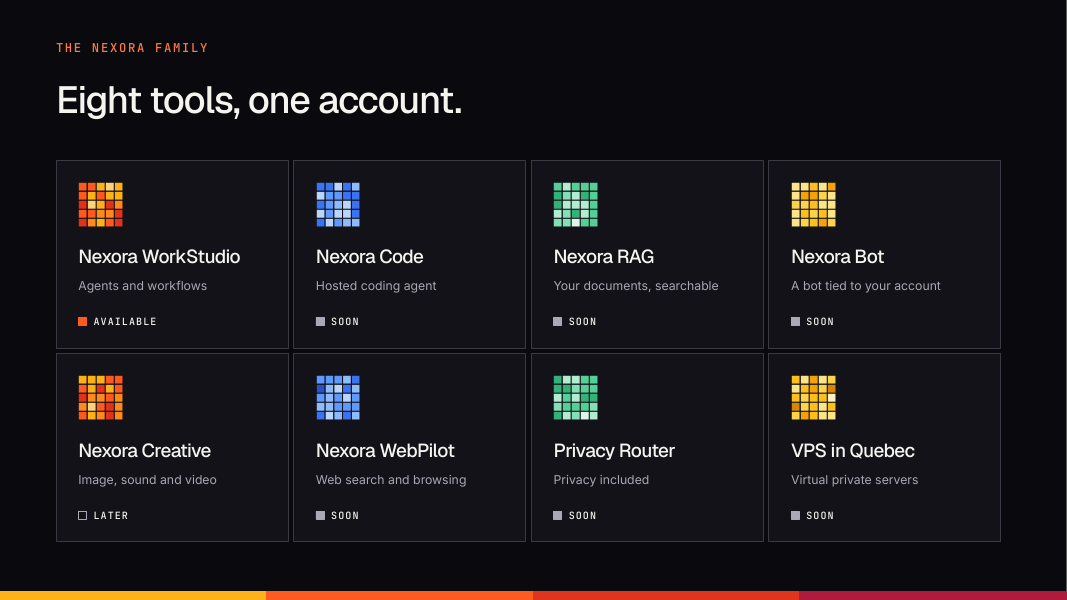 THE NEXORA FAMILY
Eight tools, one account.
Nexora WorkStudio
Agents and workflows
AVAILABLE
Nexora Code
Hosted coding agent
SOON
Nexora RAG
Your documents, searchable
SOON
Nexora Bot
A bot tied to your account
SOON
Nexora Creative
Image, sound and video
LATER
Nexora WebPilot
Web search and browsing
SOON
Privacy Router
Privacy included
SOON
VPS in Quebec
Virtual private servers
SOON